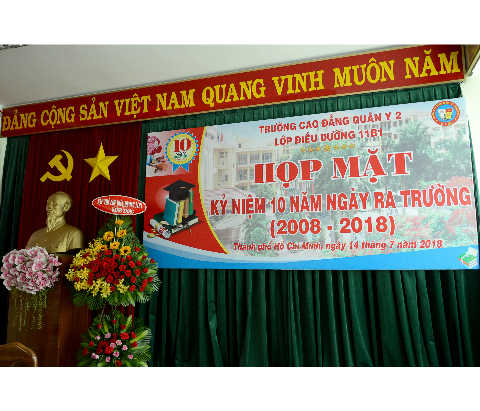 ĐẢNG CỘNG SẢN VIỆT NAM QUANG VINH MUÔN NĂM
TRƯỜNG CAO ĐẲNG QUÂN Y 2
LỚP ĐIỀU DƯỠNG 11B1
10
HỌP MẶT
KỶ NIỆM 10 NĂM NGÀY RA TRƯỜNG
(2008 - 2018)
Thành phố Hồ Chí Minh, ngày 14 tháng 7 năm 2018